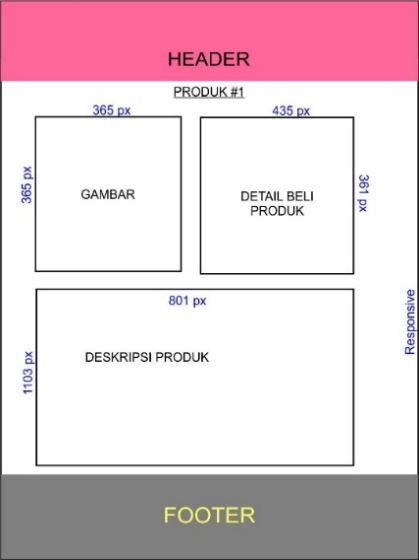 HEADER
PRODUK #1
365 px
435 px
365 px
GAMBAR
DETAIL BELI
PRODUK
361 px
801 px
1103 px
DESKRIPSI PRODUK
Responsive
FOOTER